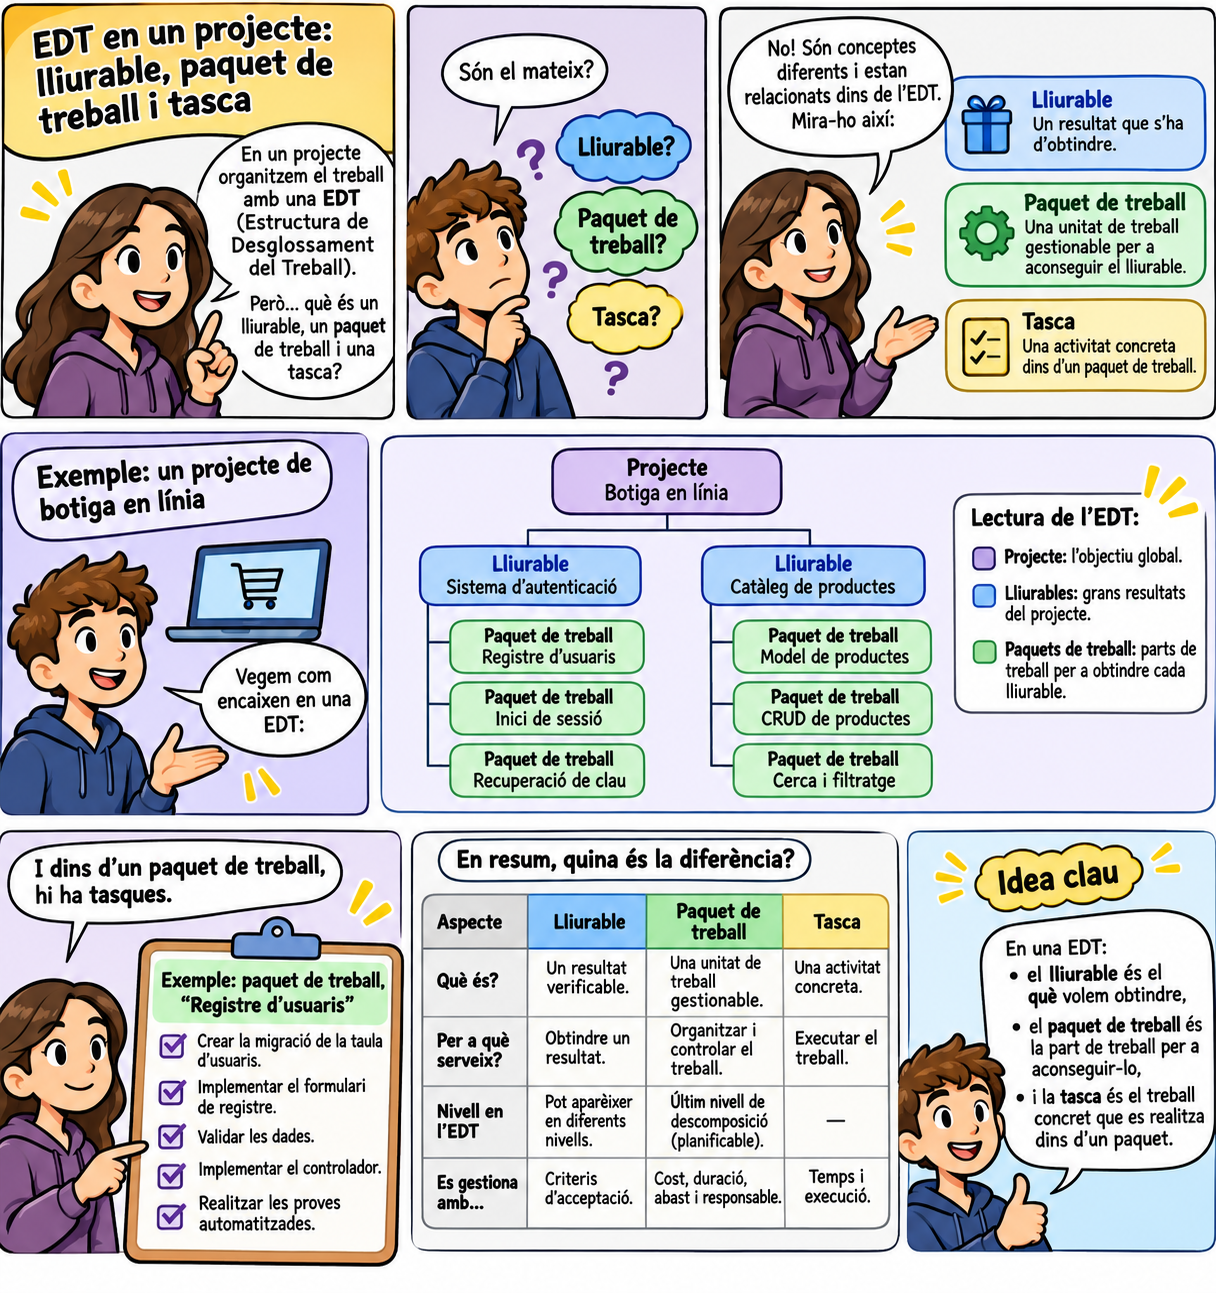 EDT en un projecte:
lliurable, paquet de
treball i tasca
En un projecte
organitzem el treball
amb una EDT
(Estructura de
Desglossament
del Treball).
Però... què és un
lliurable, un paquet
de treball i una
tasca?
Són el mateix?
?
Lliurable?
Paquet de
treball?
?
Tasca?
?
No! Són conceptes
diferents i estan
relacionats dins de l'EDT.
Mira-ho així:
Lliurable
Un resultat que s'ha
d'obtindre.
Paquet de treball
Una unitat de treball
gestionable per a
aconseguir el lliurable.
Tasca
Una activitat concreta
dins d'un paquet de treball.
Exemple: un projecte de
botiga en línia
Vegem com
encaixen en una
EDT:
Projecte
Botiga en línia
Lliurable
Sistema d'autenticació
Paquet de treball
Registre d'usuaris
Paquet de treball
Inici de sessió
Paquet de treball
Recuperació de clau
Lliurable
Catàleg de productes
Paquet de treball
Model de productes
Paquet de treball
CRUD de productes
Paquet de treball
Cerca i filtratge
Lectura de l'EDT:
Projecte: l'objectiu global.
Lliurables: grans resultats
del projecte.
Paquets de treball: parts de
treball per a obtindre cada
lliurable.
I dins d'un paquet de treball,
hi ha tasques.
Exemple: paquet de treball,
“Registre d'usuaris”
Crear la migració de la taula
d'usuaris.
Implementar el formulari
de registre.
Validar les dades.
Implementar el controlador.
Realitzar les proves
automatitzades.
En resum, quina és la diferència?
Aspecte
Lliurable
Paquet de
treball
Tasca
Què és?
Un resultat
verificable.
Una unitat de
treball
gestionable.
Una activitat
concreta.
Per a què
serveix?
Obtindre un
resultat.
Organitzar i
controlar el
treball.
Executar el
treball.
Nivell en
l'EDT
Pot aparèixer
en diferents
nivells.
Últim nivell de
descomposició
(planificable).
—
Es gestiona
amb...
Criteris
d'acceptació.
Cost, duració,
abast i responsable.
Temps i
execució.
Idea clau
En una EDT:
• el lliurable és el
què volem obtindre,
• el paquet de treball és
la part de treball per a
aconseguir-lo,
• i la tasca és el treball
concret que es realitza
dins d'un paquet.